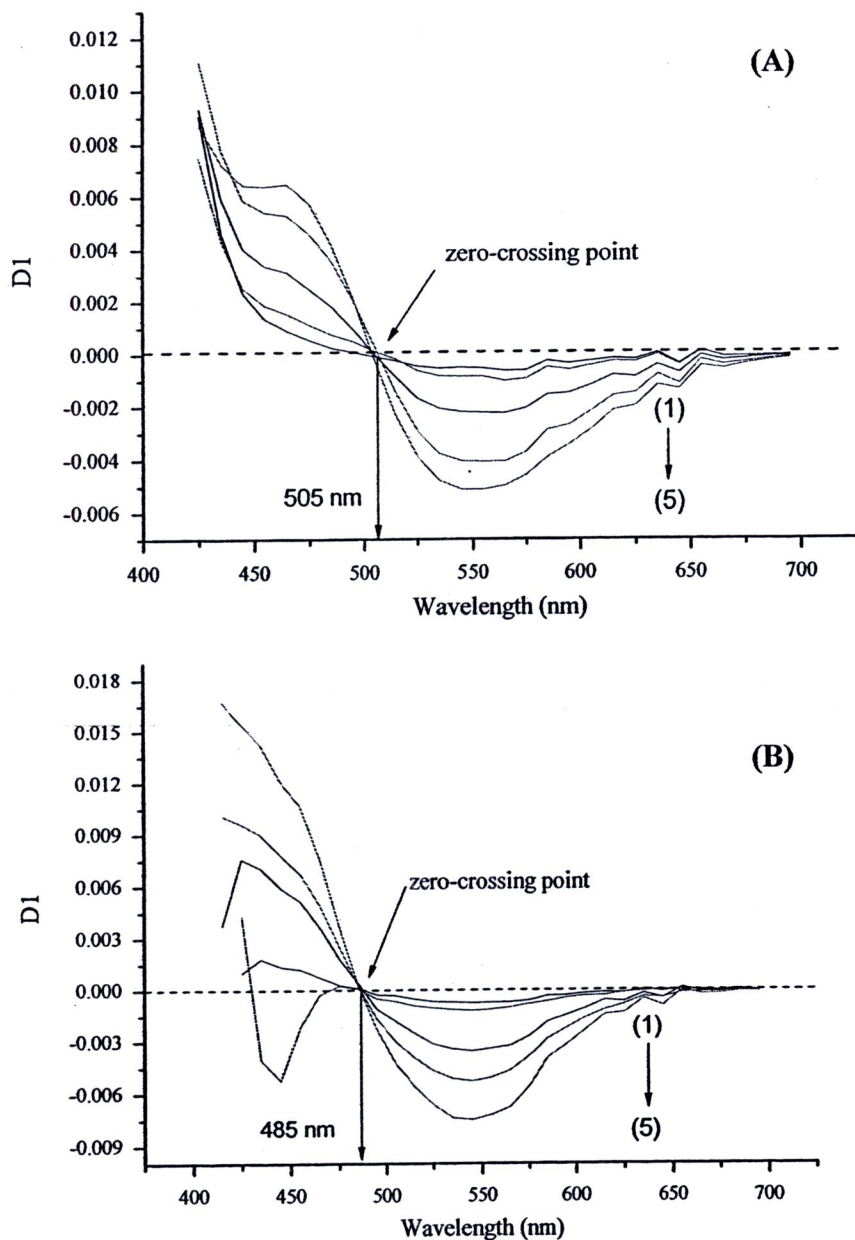 (A)
0.012
0.010
0.008
0.006
0.004
0.002
0.000
-0.002
-0.004
-0.006
D1
zero-crossing point
505 nm
(1)
(5)
400 450 500 550 600 650 700
Wavelength (nm)
(B)
0.018
0.015
0.012
0.009
0.006
0.003
0.000
-0.003
-0.006
-0.009
D1
zero-crossing point
485 nm
(1)
(5)
400 450 500 550 600 650 700
Wavelength (nm)